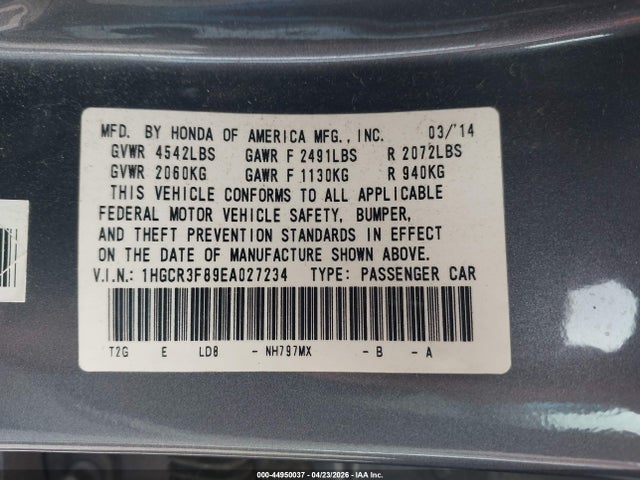 MFD. BY HONDA OF AMERICA MFG., INC. 03/'14
GVWR 4542LBS GAWR F 2491LBS R 2072LBS
GVWR 2060KG GAWR F 1130KG R 940KG
THIS VEHICLE CONFORMS TO ALL APPLICABLE
FEDERAL MOTOR VEHICLE SAFETY, BUMPER,
AND THEFT PREVENTION STANDARDS IN EFFECT
ON THE DATE OF MANUFACTURE SHOWN ABOVE.
V.I.N.: 1HGCR3F89EA027234 TYPE: PASSENGER CAR
T2G E LD8 - NH797MX - B - A
000-44950037 - 04/23/2026 - IAA Inc.